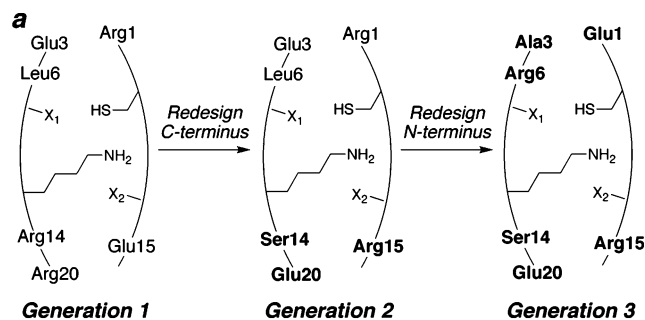 a
Glu3 Arg1
Leu6
X1
HS
NH2
X2
Arg14 Glu15
Arg20
Generation 1
Redesign
C-terminus
Glu3 Arg1
Leu6
X1
HS
NH2
X2
Ser14 Arg15
Glu20
Generation 2
Redesign
N-terminus
Ala3 Glu1
Arg6
X1
HS
NH2
X2
Ser14 Arg15
Glu20
Generation 3